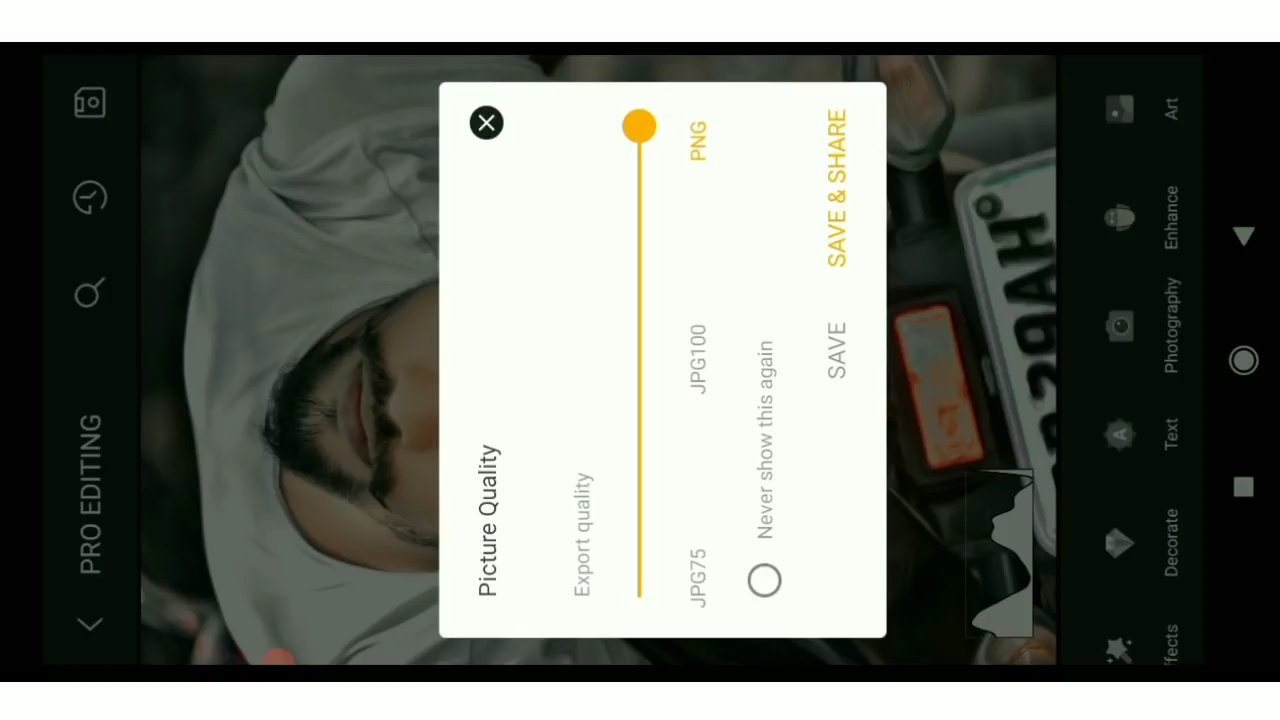 PRO EDITING
Picture Quality
Export quality
JPG75 JPG100 PNG
Never show this again
SAVE SAVE & SHARE
Effects
Decorate
Text
A
Photography
Enhance
Art